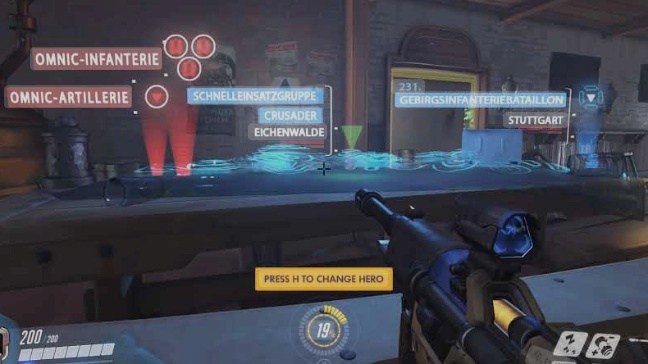 OMNIC-INFANTERIE
OMNIC-ARTILLERIE
SCHNELLEINSATZGRUPPE
CRUSADER
EICHENWALDE
231.
GEBIRGSINFANTERIEBATAILLON
STUTTGART
PRESS H TO CHANGE HERO
19%
200/200